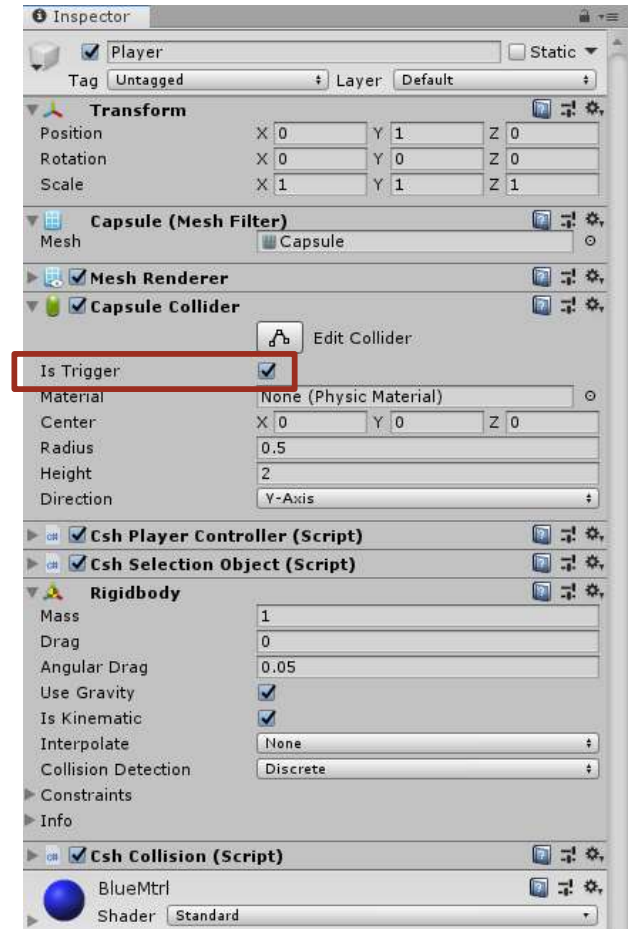 Inspector
Player Static
Tag Untagged Layer Default
Transform
Position X 0 Y 1 Z 0
Rotation X 0 Y 0 Z 0
Scale X 1 Y 1 Z 1
Capsule (Mesh Filter)
Mesh Capsule
Mesh Renderer
Capsule Collider
Edit Collider
Is Trigger
Material None (Physic Material)
Center X 0 Y 0 Z 0
Radius 0.5
Height 2
Direction Y-Axis
Csh Player Controller (Script)
Csh Selection Object (Script)
Rigidbody
Mass 1
Drag 0
Angular Drag 0.05
Use Gravity
Is Kinematic
Interpolate None
Collision Detection Discrete
Constraints
Info
Csh Collision (Script)
BlueMtrl
Shader Standard